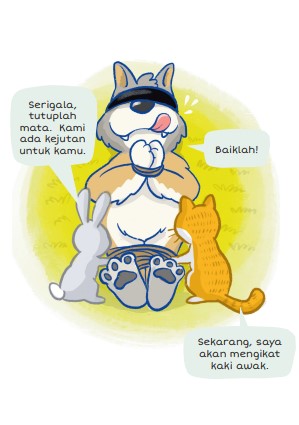 Serigala,
tutuplah
mata. Kami
ada kejutan
untuk kamu.
Baiklah!
Sekarang, saya
akan mengikat
kaki awak.